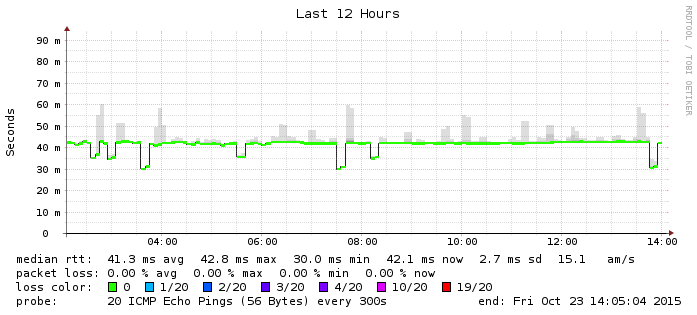 Last 12 Hours
RRDTOOL / TOBI OETIKER
Seconds
90 m
80 m
70 m
60 m
50 m
40 m
30 m
20 m
10 m
0
04:00 06:00 08:00 10:00 12:00 14:00
median rtt: 41.3 ms avg 42.8 ms max 30.0 ms min 42.1 ms now 2.7 ms sd 15.1 am/s
packet loss: 0.00 % avg 0.00 % max 0.00 % min 0.00 % now
loss color: 0 1/20 2/20 3/20 4/20 10/20 19/20
probe: 20 ICMP Echo Pings (56 Bytes) every 300s end: Fri Oct 23 14:05:04 2015